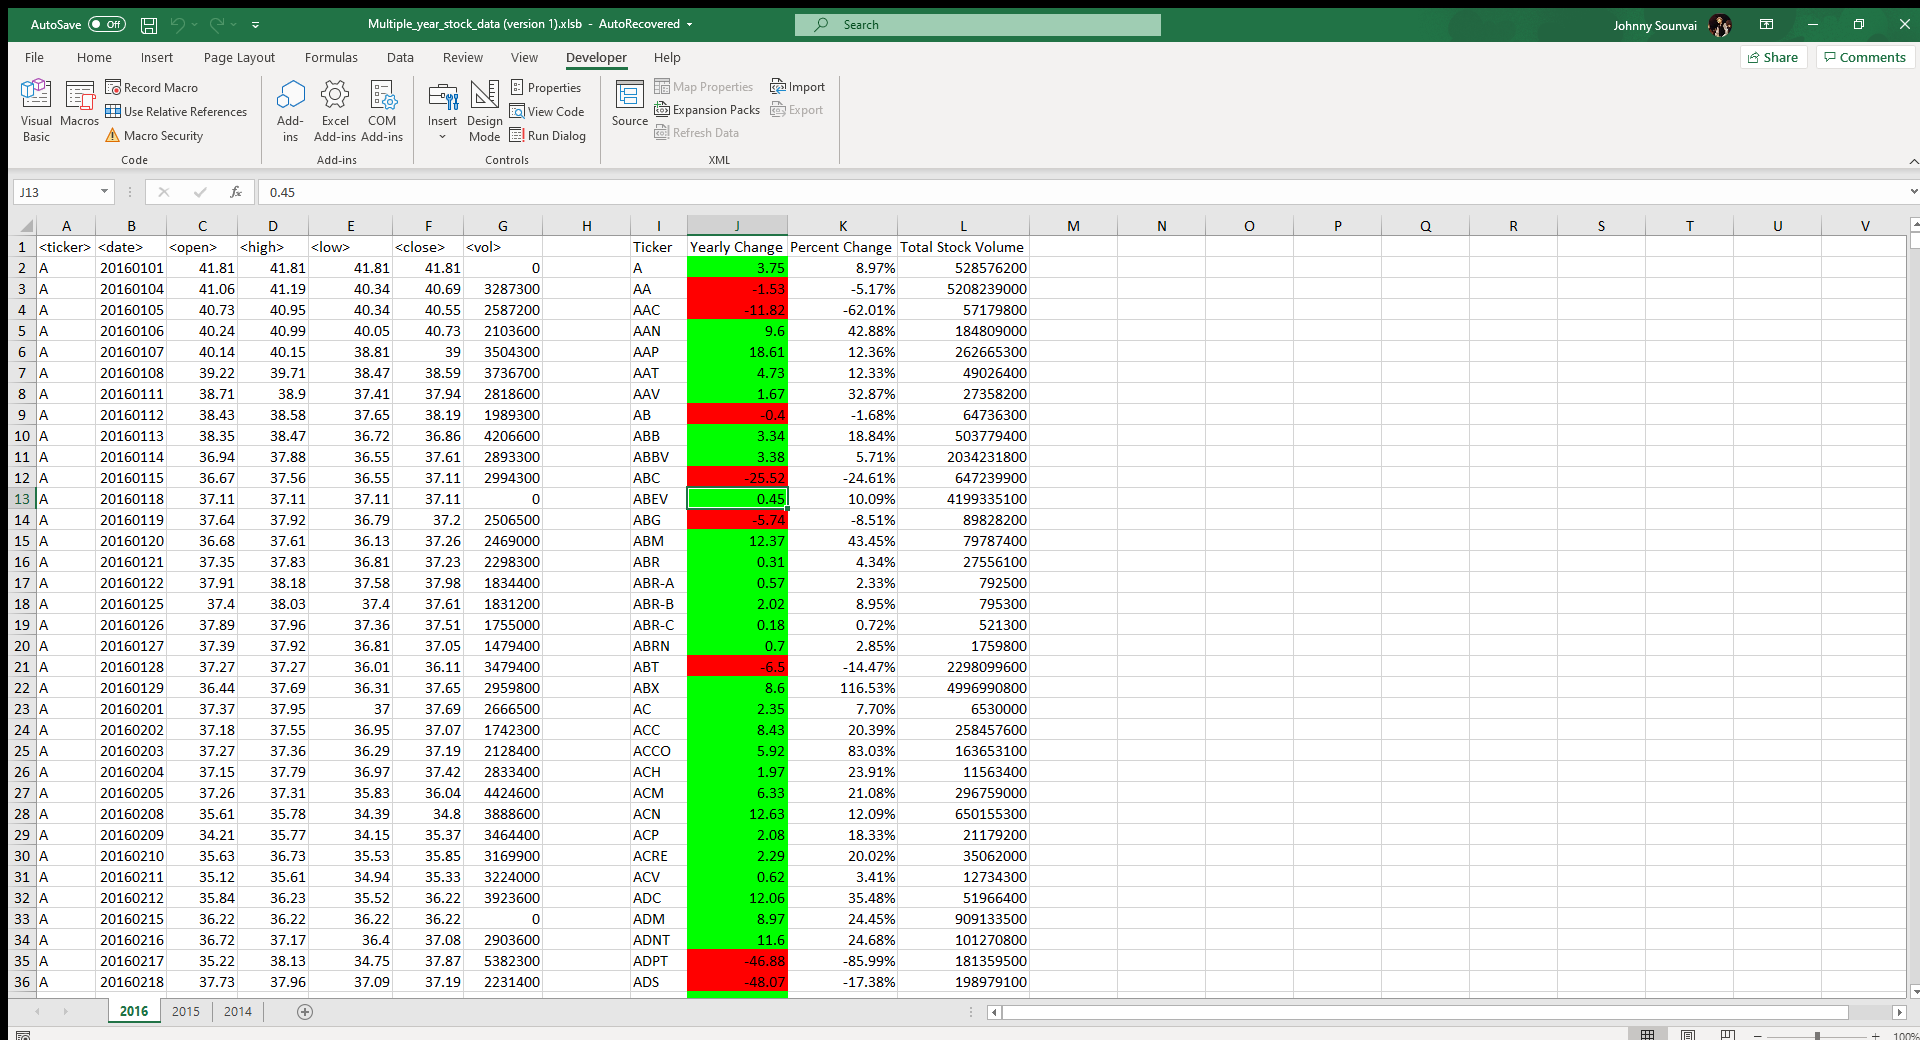 AutoSave Off Multiple_year_stock_data (version 1).xlsb - AutoRecovered Search Johnny Sounvai
File Home Insert Page Layout Formulas Data Review View Developer Help Share Comments
Visual Basic Macros Record Macro Use Relative References Macro Security Add-ins Excel Add-ins COM Add-ins Insert Design Mode Properties View Code Run Dialog Source Map Properties Expansion Packs Refresh Data Import Export
Code Add-ins Controls XML
J13 fx 0.45
A B C D E F G H I J K L M N O P Q R S T U V
1 <ticker> <date> <open> <high> <low> <close> <vol> Ticker Yearly Change Percent Change Total Stock Volume
2 A 20160101 41.81 41.81 41.81 41.81 0 A 3.75 8.97% 528576200
3 A 20160104 41.06 41.19 40.34 40.69 3287300 AA -1.53 -5.17% 5208239000
4 A 20160105 40.73 40.95 40.34 40.55 2587200 AAC -11.82 -62.01% 57179800
5 A 20160106 40.24 40.99 40.05 40.73 2103600 AAN 9.6 42.88% 184809000
6 A 20160107 40.14 40.15 38.81 39 3504300 AAP 18.61 12.36% 262665300
7 A 20160108 39.22 39.71 38.47 38.59 3736700 AAT 4.73 12.33% 49026400
8 A 20160111 38.71 38.9 37.41 37.94 2818600 AAV 1.67 32.87% 27358200
9 A 20160112 38.43 38.58 37.65 38.19 1989300 AB -0.4 -1.68% 64736300
10 A 20160113 38.35 38.47 36.72 36.86 4206600 ABB 3.34 18.84% 503779400
11 A 20160114 36.94 37.88 36.55 37.61 2893300 ABBV 3.38 5.71% 2034231800
12 A 20160115 36.67 37.56 36.55 37.11 2994300 ABC -25.52 -24.61% 647239900
13 A 20160118 37.11 37.11 37.11 37.11 0 ABEV 0.45 10.09% 4199335100
14 A 20160119 37.64 37.92 36.79 37.2 2506500 ABG -5.74 -8.51% 89828200
15 A 20160120 36.68 37.61 36.13 37.26 2469000 ABM 12.37 43.45% 79787400
16 A 20160121 37.35 37.83 36.81 37.23 2298300 ABR 0.31 4.34% 27556100
17 A 20160122 37.91 38.18 37.58 37.98 1834400 ABR-A 0.57 2.33% 792500
18 A 20160125 37.4 38.03 37.4 37.61 1831200 ABR-B 2.02 8.95% 795300
19 A 20160126 37.89 37.96 37.36 37.51 1755000 ABR-C 0.18 0.72% 521300
20 A 20160127 37.39 37.92 36.81 37.05 1479400 ABRN 0.7 2.85% 1759800
21 A 20160128 37.27 37.27 36.01 36.11 3479400 ABT -6.5 -14.47% 2298099600
22 A 20160129 36.44 37.69 36.31 37.65 2959800 ABX 8.6 116.53% 4996990800
23 A 20160201 37.37 37.95 37 37.69 2666500 AC 2.35 7.70% 6530000
24 A 20160202 37.18 37.55 36.95 37.07 1742300 ACC 8.43 20.39% 258457600
25 A 20160203 37.27 37.36 36.29 37.19 2128400 ACCO 5.92 83.03% 163653100
26 A 20160204 37.15 37.79 36.97 37.42 2833400 ACH 1.97 23.91% 11563400
27 A 20160205 37.26 37.31 35.83 36.04 4424600 ACM 6.33 21.08% 296759000
28 A 20160208 35.61 35.78 34.39 34.8 3888600 ACN 12.63 12.09% 650155300
29 A 20160209 34.21 35.77 34.15 35.37 3464400 ACP 2.08 18.33% 21179200
30 A 20160210 35.63 36.73 35.53 35.85 3169900 ACRE 2.29 20.02% 35062000
31 A 20160211 35.12 35.61 34.94 35.33 3224000 ACV 0.62 3.41% 12734300
32 A 20160212 35.84 36.23 35.52 36.22 3923600 ADC 12.06 35.48% 51966400
33 A 20160215 36.22 36.22 36.22 36.22 0 ADM 8.97 24.45% 909133500
34 A 20160216 36.72 37.17 36.4 37.08 2903600 ADNT 11.6 24.68% 101270800
35 A 20160217 35.22 38.13 34.75 37.87 5382300 ADPT -46.88 -85.99% 181359500
36 A 20160218 37.73 37.96 37.09 37.19 2231400 ADS -48.07 -17.38% 198979100
2016 2015 2014
100%